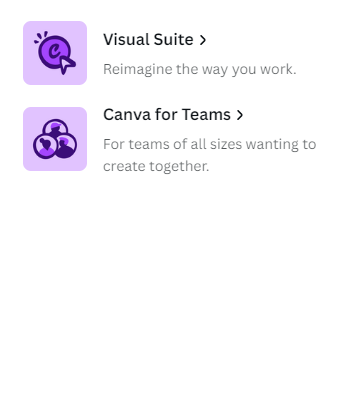 Visual Suite
Reimagine the way you work.
Canva for Teams
For teams of all sizes wanting to
create together.